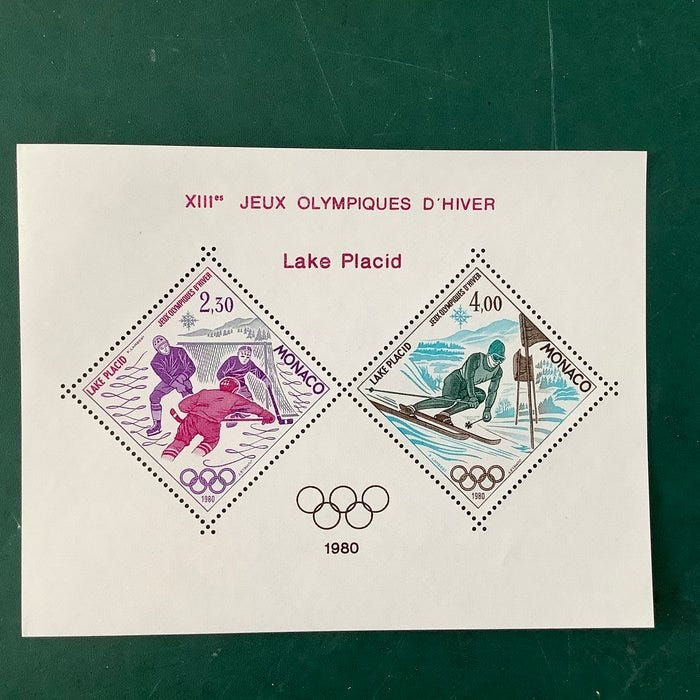 XIIIes JEUX OLYMPIQUES D'HIVER
Lake Placid
JEUX OLYMPIQUES D'HIVER
2,30
LAKE PLACID
MONACO
1980
JEUX OLYMPIQUES D'HIVER
4,00
LAKE PLACID
MONACO
1980
1980